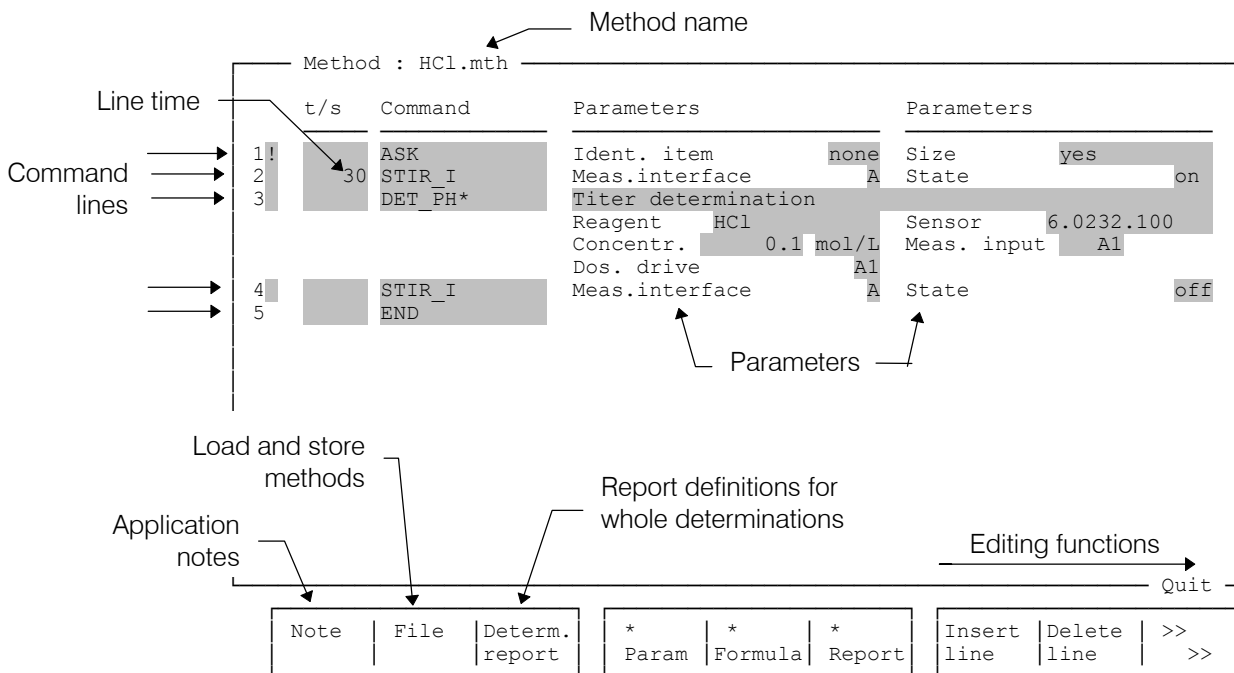 Method name
Method : HCl.mth
Line time
t/s Command Parameters Parameters
Command lines
1 ! ASK Ident. item none Size yes
2 30 STIR_I Meas.interface A State on
3 DET_PH* Titer determination
Reagent HCl Sensor 6.0232.100
Concentr. 0.1 mol/L Meas. input A1
Dos. drive A1
4 STIR_I Meas.interface A State off
5 END
Parameters
Load and store
methods
Report definitions for
whole determinations
Application
notes
Editing functions
Quit
Note | File |Determ. * | * | * Insert |Delete | >>
report Param |Formula| Report line |line | >>